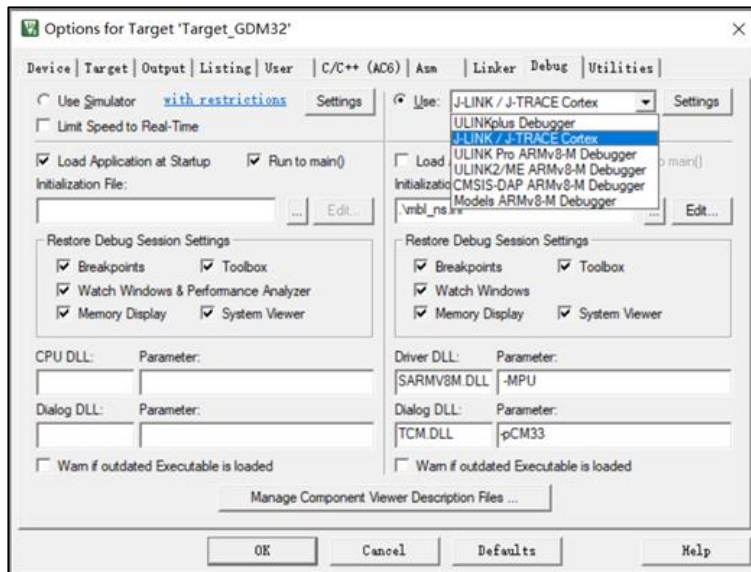 Options for Target 'Target_GDM32'
Device Target Output Listing User C/C++ (AC6) Asm Linker Debug Utilities
Use Simulator with restrictions Settings
Limit Speed to Real-Time
Use: J-LINK / J-TRACE Cortex Settings
ULINKplus Debugger
J-LINK / J-TRACE Cortex
ULINK Pro ARMv8-M Debugger
ULINK2/ME ARMv8-M Debugger
CMSIS-DAP ARMv8-M Debugger
Models ARMv8-M Debugger
Load Application at Startup Run to main()
Initialization File:
... Edit...
Load main()
.\mbl_ns.ini ... Edit...
Restore Debug Session Settings
Breakpoints Toolbox
Watch Windows & Performance Analyzer
Memory Display System Viewer
Restore Debug Session Settings
Breakpoints Toolbox
Watch Windows
Memory Display System Viewer
CPU DLL: Parameter:
Dialog DLL: Parameter:
Warn if outdated Executable is loaded
Driver DLL: Parameter:
SARMV8M.DLL -MPU
Dialog DLL: Parameter:
TCM.DLL -pCM33
Warn if outdated Executable is loaded
Manage Component Viewer Description Files ...
OK Cancel Defaults Help